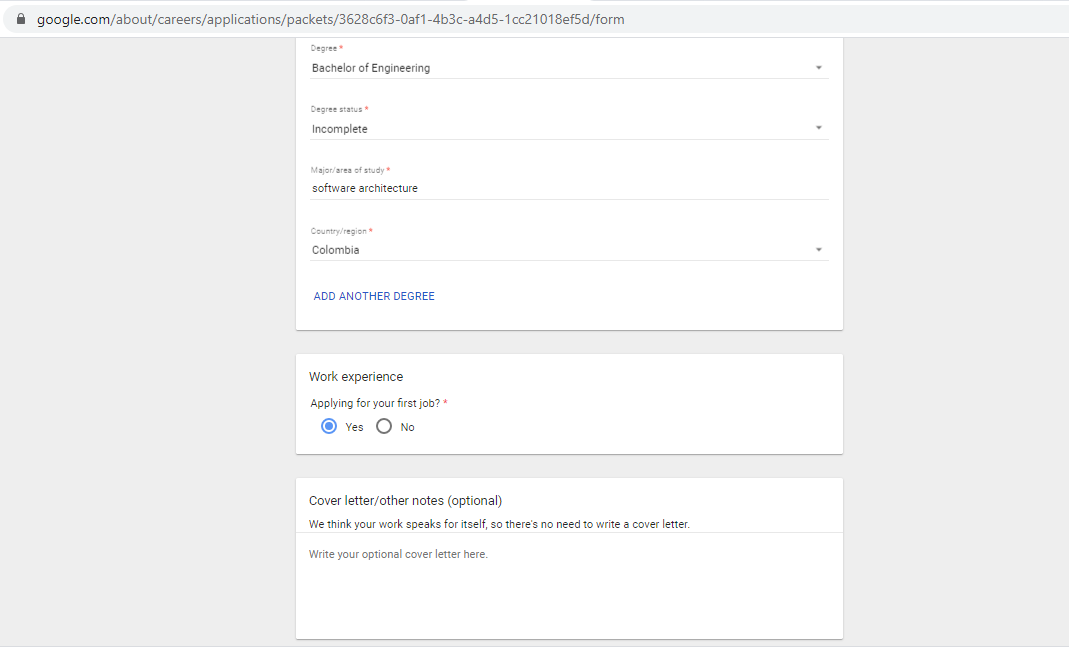 google.com/about/careers/applications/packets/3628c6f3-0af1-4b3c-a4d5-1cc21018ef5d/form
Degree *
Bachelor of Engineering
Degree status *
Incomplete
Major/area of study *
software architecture
Country/region *
Colombia
ADD ANOTHER DEGREE
Work experience
Applying for your first job? *
Yes No
Cover letter/other notes (optional)
We think your work speaks for itself, so there's no need to write a cover letter.
Write your optional cover letter here.